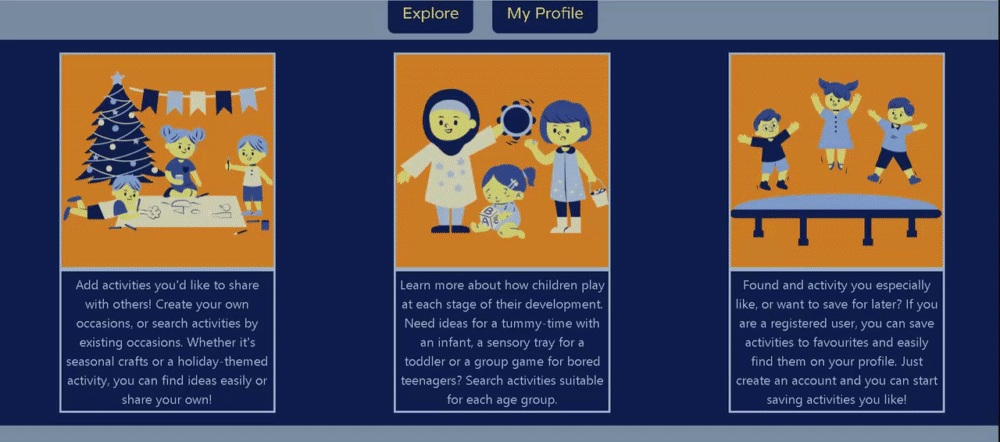 Explore
My Profile
Add activities you'd like to share
with others! Create your own
occasions, or search activities by
existing occasions. Whether it's
seasonal crafts or a holiday-themed
activity, you can find ideas easily or
share your own!
Learn more about how children play
at each stage of their development.
Need ideas for a tummy-time with
an infant, a sensory tray for a
toddler or a group game for bored
teenagers? Search activities suitable
for each age group.
Found and activity you especially
like, or want to save for later? If you
are a registered user, you can save
activities to favourites and easily
find them on your profile. Just
create an account and you can start
saving activities you like!